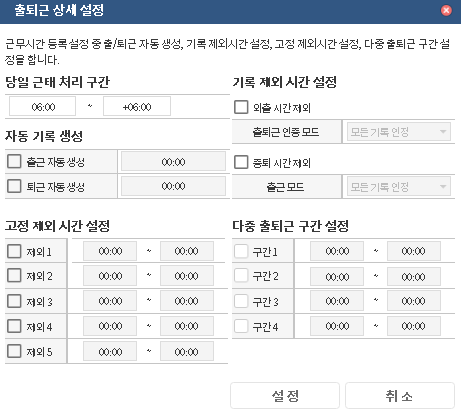 출퇴근 상세 설정
근무시간 등록 설정 중 출/퇴근 자동 생성, 기록 제외시간 설정, 고정 제외시간 설정, 다중 출퇴근 구간 설
정을 합니다.
당일 근태 처리 구간
06:00 ~ +06:00
자동 기록 생성
출근 자동 생성 00:00
퇴근 자동 생성 00:00
기록 제외 시간 설정
외출 시간 제외
출퇴근 인증 모드 모든 기록 인정
중퇴 시간 제외
출근 모드 모든 기록 인정
고정 제외 시간 설정
제외 1 00:00 ~ 00:00
제외 2 00:00 ~ 00:00
제외 3 00:00 ~ 00:00
제외 4 00:00 ~ 00:00
제외 5 00:00 ~ 00:00
다중 출퇴근 구간 설정
구간 1 00:00 ~ 00:00
구간 2 00:00 ~ 00:00
구간 3 00:00 ~ 00:00
구간 4 00:00 ~ 00:00
설 정 취 소